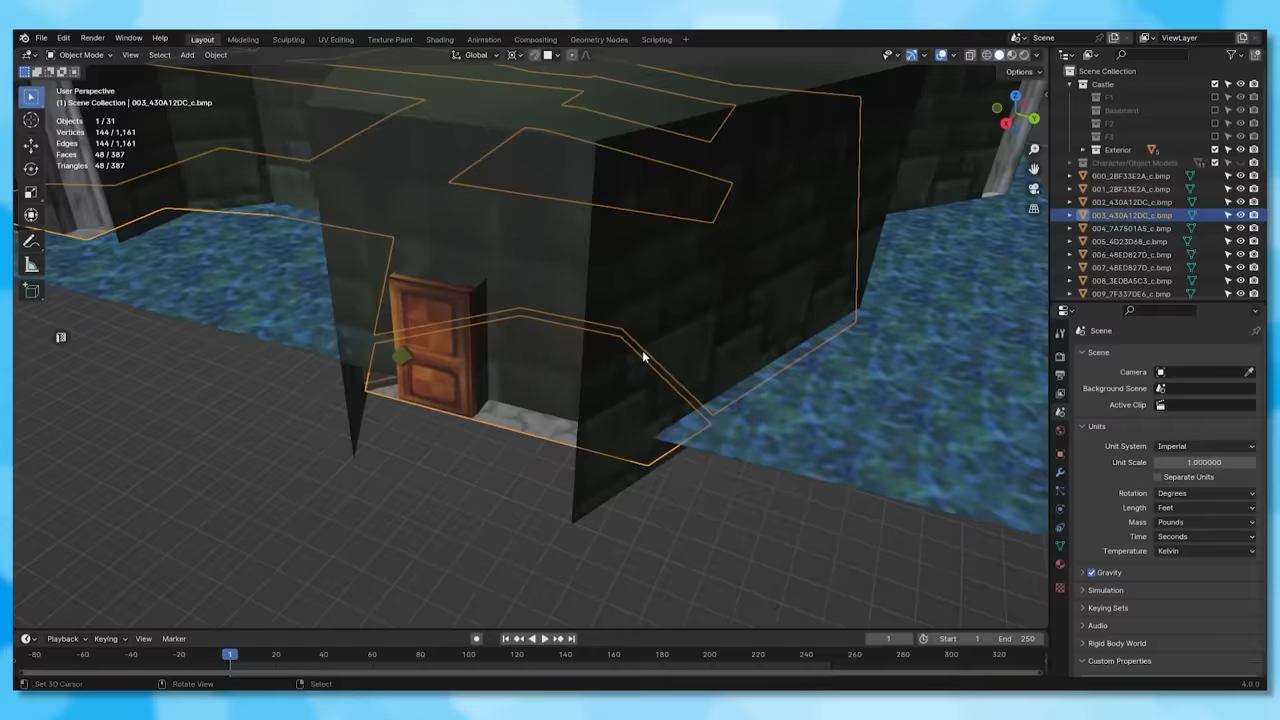 File Edit Render Window Help Layout Modeling Sculpting UV Editing Texture Paint Shading Animation Compositing Geometry Nodes Scripting + Scene ViewLayer
Object Mode View Select Add Object Global
Options
User Perspective
(1) Scene Collection | 003_430A12DC_c.bmp
Objects 1 / 31
Vertices 144 / 1,161
Edges 144 / 1,161
Faces 48 / 387
Triangles 48 / 387
Z
Y
X
Scene Collection
Castle
F1
Basement
F2
F3
Exterior 5
Character/Object Models
000_2BF33E2A_c.bmp
001_2BF33E2A_c.bmp
002_430A12DC_c.bmp
003_430A12DC_c.bmp
004_7A7501A5_c.bmp
005_4D23D68_c.bmp
006_48ED827D_c.bmp
007_48ED827D_c.bmp
008_3EDBA5C3_c.bmp
009_7F337DE6_c.bmp
Scene
Scene
Camera
Background Scene
Active Clip
Units
Unit System Imperial
Unit Scale 1.000000
Separate Units
Rotation Degrees
Length Feet
Mass Pounds
Time Seconds
Temperature Kelvin
Gravity
Simulation
Keying Sets
Audio
Rigid Body World
Custom Properties
Playback Keying View Marker 1 Start 1 End 250
-80 -60 -40 -20 1 20 40 60 80 100 120 140 160 180 200 220 240 260 280 300 320
Set 3D Cursor Rotate View Select 4.0.0